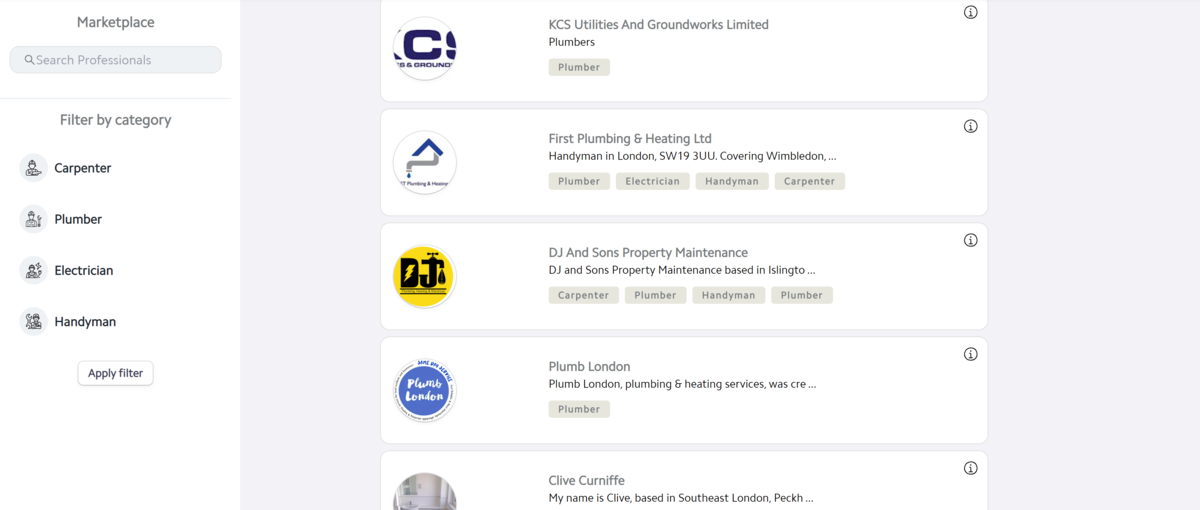 Marketplace
Search Professionals
Filter by category
Carpenter
Plumber
Electrician
Handyman
Apply filter
KCS Utilities And Groundworks Limited
Plumbers
Plumber
First Plumbing & Heating Ltd
Handyman in London, SW19 3UU. Covering Wimbledon, ...
Plumber Electrician Handyman Carpenter
DJ
DJ And Sons Property Maintenance
DJ and Sons Property Maintenance based in Islingto ...
Carpenter Plumber Handyman Plumber
Plumb
London
Plumb London
Plumb London, plumbing & heating services, was cre ...
Plumber
Clive Curniffe
My name is Clive, based in Southeast London, Peckh ...